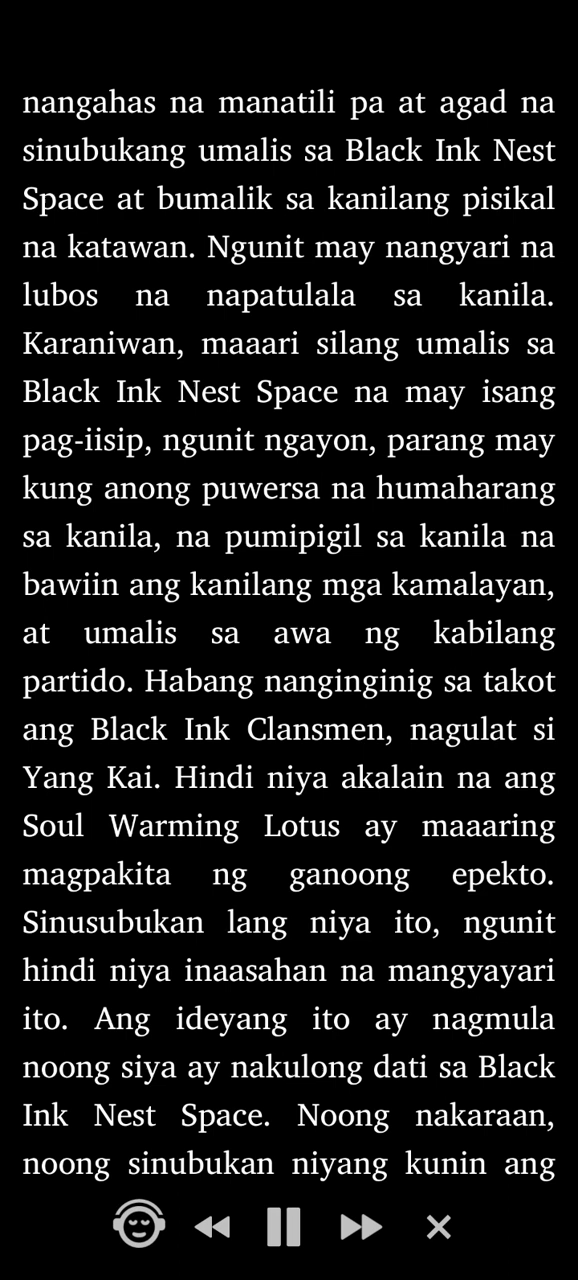 nangahas na manatili pa at agad na
sinubukang umalis sa Black Ink Nest
Space at bumalik sa kanilang pisikal
na katawan. Ngunit may nangyari na
lubos na napatulala sa kanila.
Karaniwan, maaari silang umalis sa
Black Ink Nest Space na may isang
pag-iisip, ngunit ngayon, parang may
kung anong puwersa na humaharang
sa kanila, na pumipigil sa kanila na
bawiin ang kanilang mga kamalayan,
at umalis sa awa ng kabilang
partido. Habang nanginginig sa takot
ang Black Ink Clansmen, nagulat si
Yang Kai. Hindi niya akalain na ang
Soul Warming Lotus ay maaaring
magpakita ng ganoong epekto.
Sinusubukan lang niya ito, ngunit
hindi niya inaasahan na mangyayari
ito. Ang ideyang ito ay nagmula
noong siya ay nakulong dati sa Black
Ink Nest Space. Noong nakaraan,
noong sinubukan niyang kunin ang